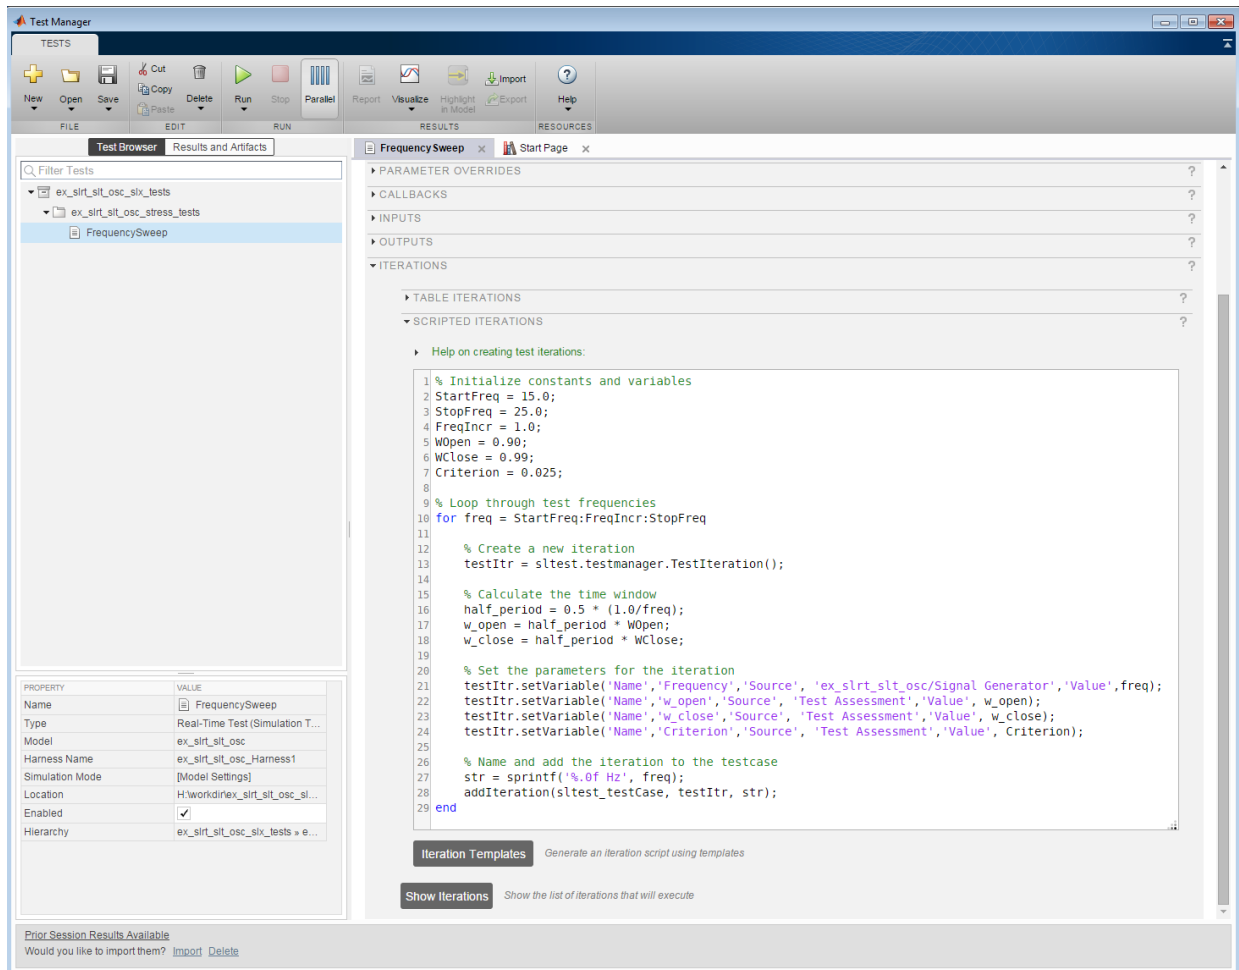 Test Manager
TESTS
New
Open
Save
Cut
Copy
Paste
Delete
Run
Stop
Parallel
Report
Visualize
Highlight in Model
Import
Export
Help
FILE
EDIT
RUN
RESULTS
RESOURCES
Test Browser
Results and Artifacts
Filter Tests
ex_slrt_slt_osc_slx_tests
ex_slrt_slt_osc_stress_tests
FrequencySweep
PROPERTY VALUE
Name FrequencySweep
Type Real-Time Test (Simulation T...
Model ex_slrt_slt_osc
Harness Name ex_slrt_slt_osc_Harness1
Simulation Mode [Model Settings]
Location H:\workdir\ex_slrt_slt_osc_sl...
Enabled ✓
Hierarchy ex_slrt_slt_osc_slx_tests » e...
FrequencySweep × Start Page ×
PARAMETER OVERRIDES ?
CALLBACKS ?
INPUTS ?
OUTPUTS ?
ITERATIONS ?
TABLE ITERATIONS ?
SCRIPTED ITERATIONS ?
Help on creating test iterations:
1 % Initialize constants and variables
2 StartFreq = 15.0;
3 StopFreq = 25.0;
4 FreqIncr = 1.0;
5 WOpen = 0.90;
6 WClose = 0.99;
7 Criterion = 0.025;
8
9 % Loop through test frequencies
10 for freq = StartFreq:FreqIncr:StopFreq
11
12 % Create a new iteration
13 testItr = sltest.testmanager.TestIteration();
14
15 % Calculate the time window
16 half_period = 0.5 * (1.0/freq);
17 w_open = half_period * WOpen;
18 w_close = half_period * WClose;
19
20 % Set the parameters for the iteration
21 testItr.setVariable('Name','Frequency','Source', 'ex_slrt_slt_osc/Signal Generator','Value',freq);
22 testItr.setVariable('Name','w_open','Source', 'Test Assessment','Value', w_open);
23 testItr.setVariable('Name','w_close','Source', 'Test Assessment','Value', w_close);
24 testItr.setVariable('Name','Criterion','Source', 'Test Assessment','Value', Criterion);
25
26 % Name and add the iteration to the testcase
27 str = sprintf('%.0f Hz', freq);
28 addIteration(sltest_testCase, testItr, str);
29 end
Iteration Templates Generate an iteration script using templates
Show Iterations Show the list of iterations that will execute
Prior Session Results Available
Would you like to import them? Import Delete